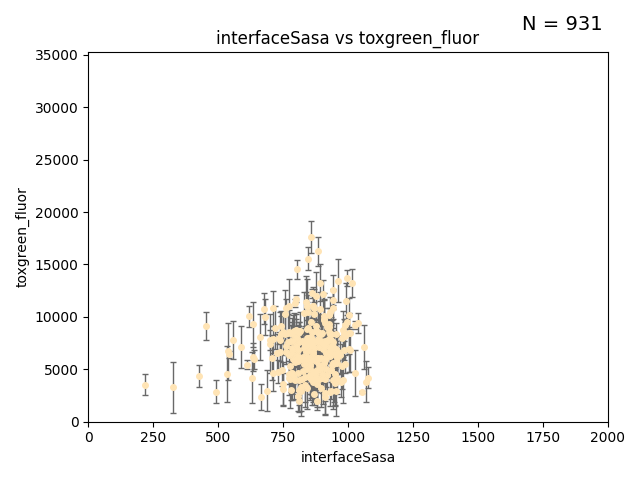 N = 931
interfaceSasa vs toxgreen_fluor
35000
30000
25000
20000
15000
10000
5000
0
toxgreen_fluor
0 250 500 750 1000 1250 1500 1750 2000
interfaceSasa